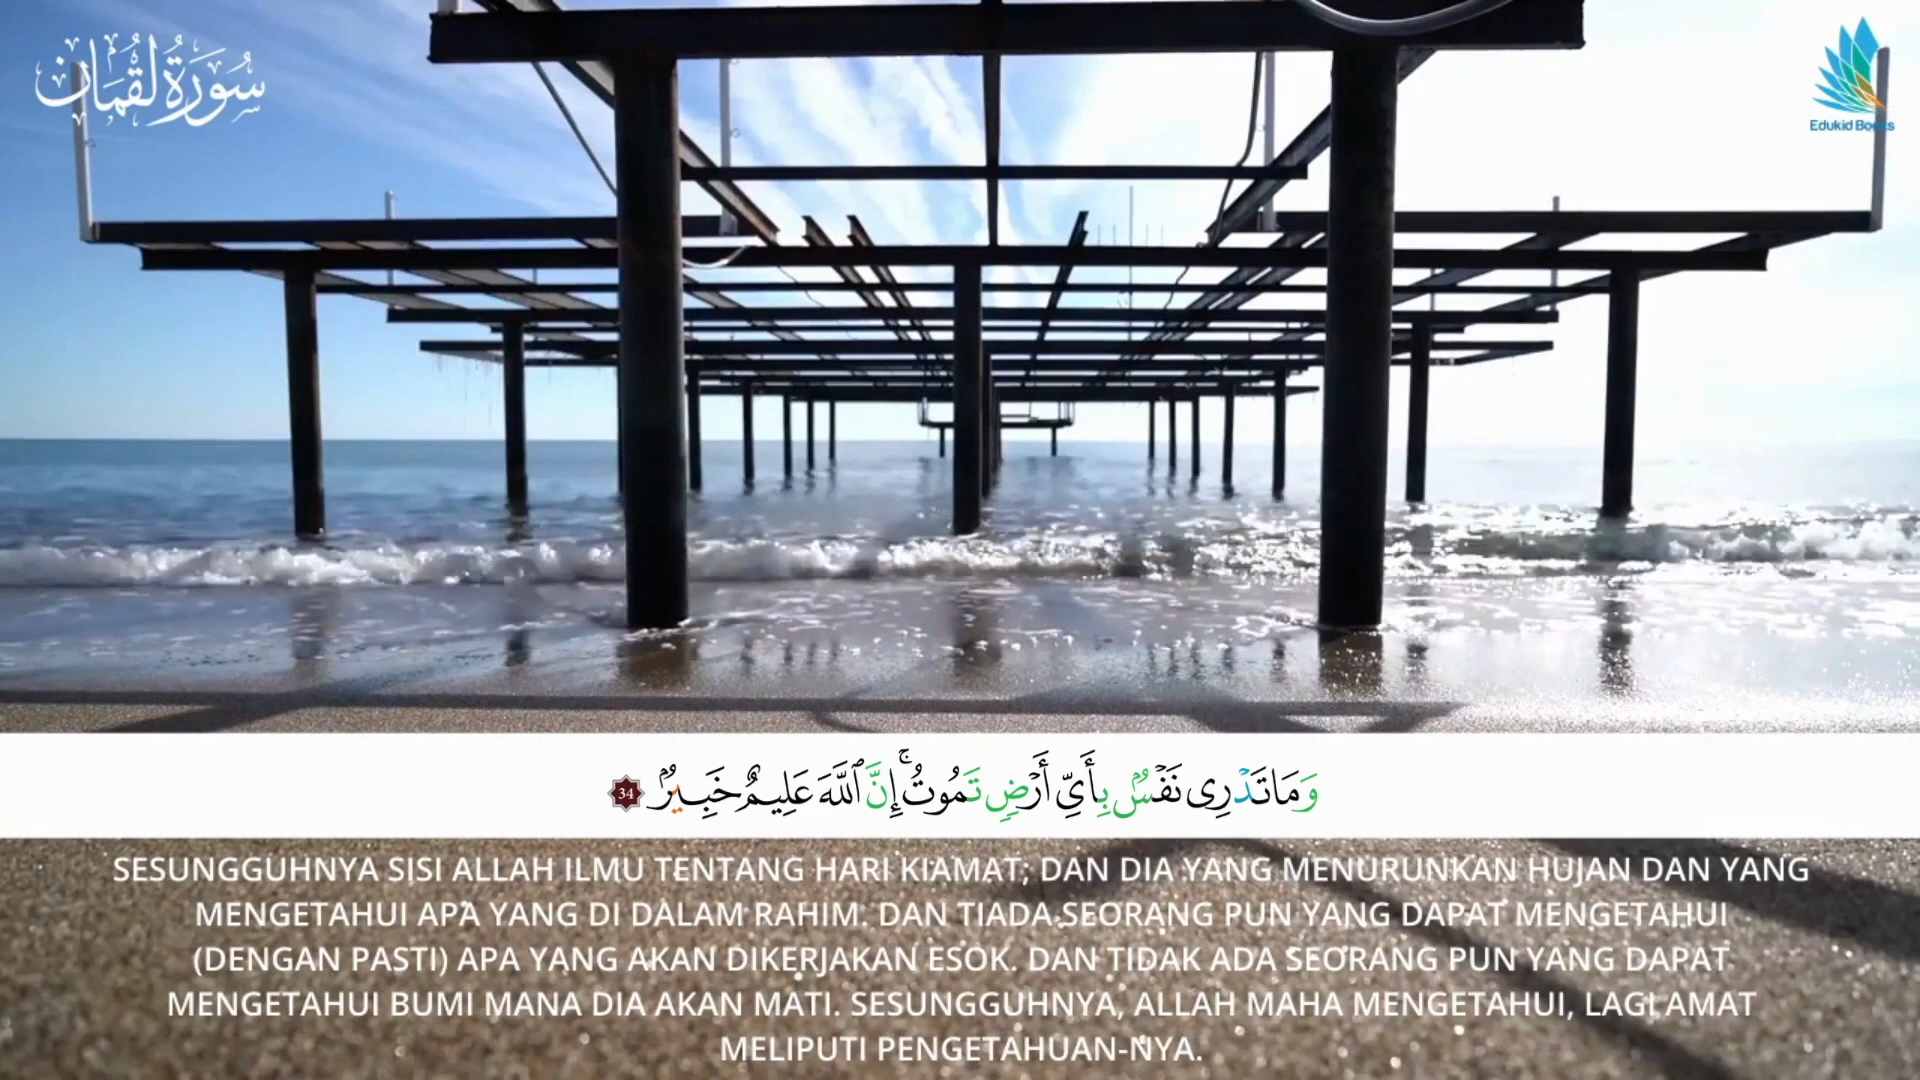 سُورَةُ لُقْمَان
Edukid Books
وَمَا تَدْرِى نَفْسٌۢ بِأَىِّ أَرْضٍ تَمُوتُ ۚ إِنَّ ٱللَّهَ عَلِيمٌ خَبِيرٌۢ 34
SESUNGGUHNYA SISI ALLAH ILMU TENTANG HARI KIAMAT; DAN DIA YANG MENURUNKAN HUJAN DAN YANG
MENGETAHUI APA YANG DI DALAM RAHIM. DAN TIADA SEORANG PUN YANG DAPAT MENGETAHUI
(DENGAN PASTI) APA YANG AKAN DIKERJAKAN ESOK. DAN TIDAK ADA SEORANG PUN YANG DAPAT
MENGETAHUI BUMI MANA DIA AKAN MATI. SESUNGGUHNYA, ALLAH MAHA MENGETAHUI, LAGI AMAT
MELIPUTI PENGETAHUAN-NYA.